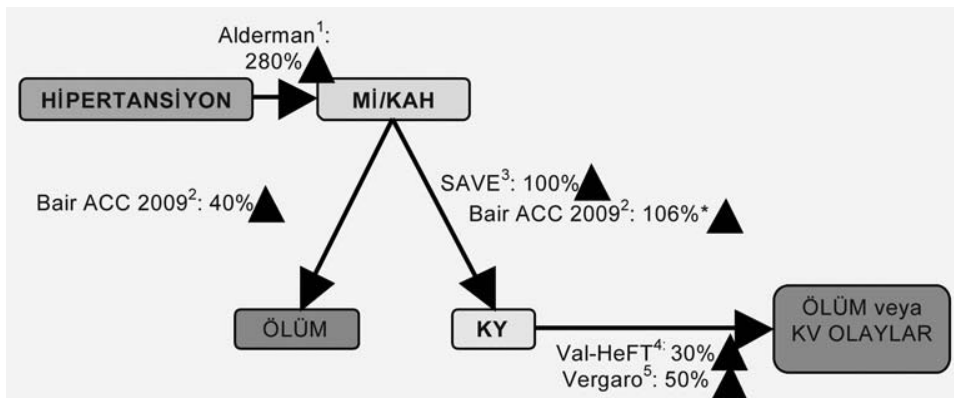 Alderman¹:
280%
HİPERTANSİYON
Mİ/KAH
Bair ACC 2009²: 40%
SAVE³: 100%
Bair ACC 2009²: 106%*
ÖLÜM
KY
ÖLÜM veya
KV OLAYLAR
Val-HeFT⁴: 30%
Vergaro⁵: 50%